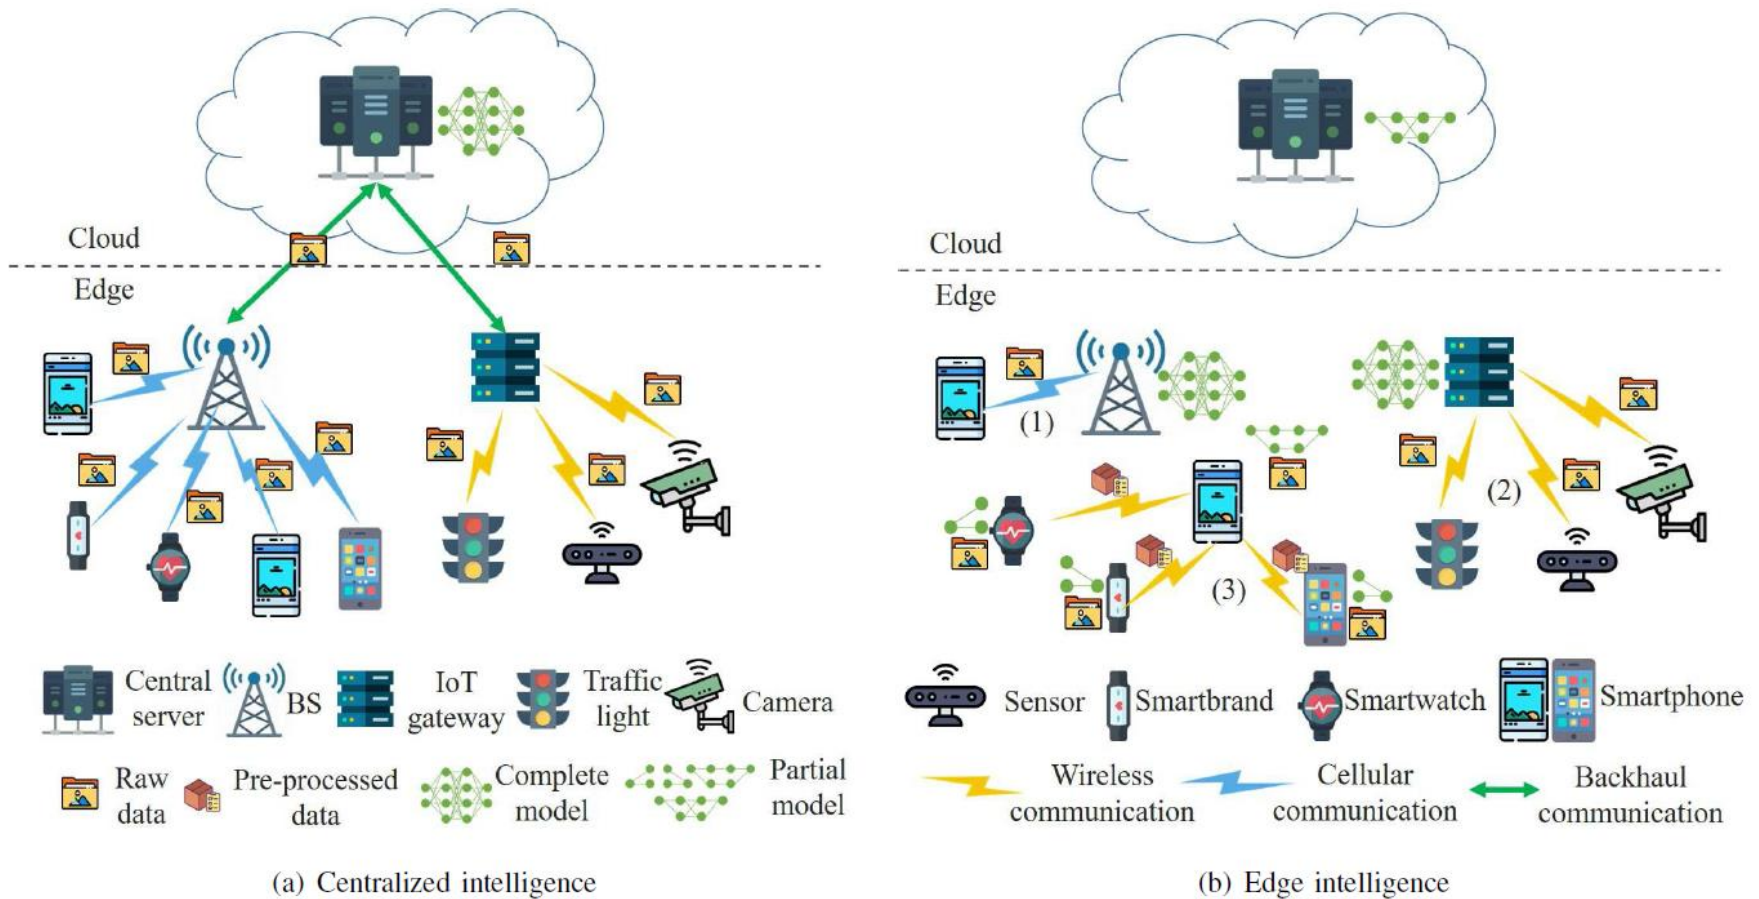 Cloud
Edge
Cloud
Edge
(1)
(2)
(3)
Central
server
BS
IoT
gateway
Traffic
light
Camera
Sensor
Smartbrand
Smartwatch
Smartphone
Raw
data
Pre-processed
data
Complete
model
Partial
model
Wireless
communication
Cellular
communication
Backhaul
communication
(a) Centralized intelligence
(b) Edge intelligence